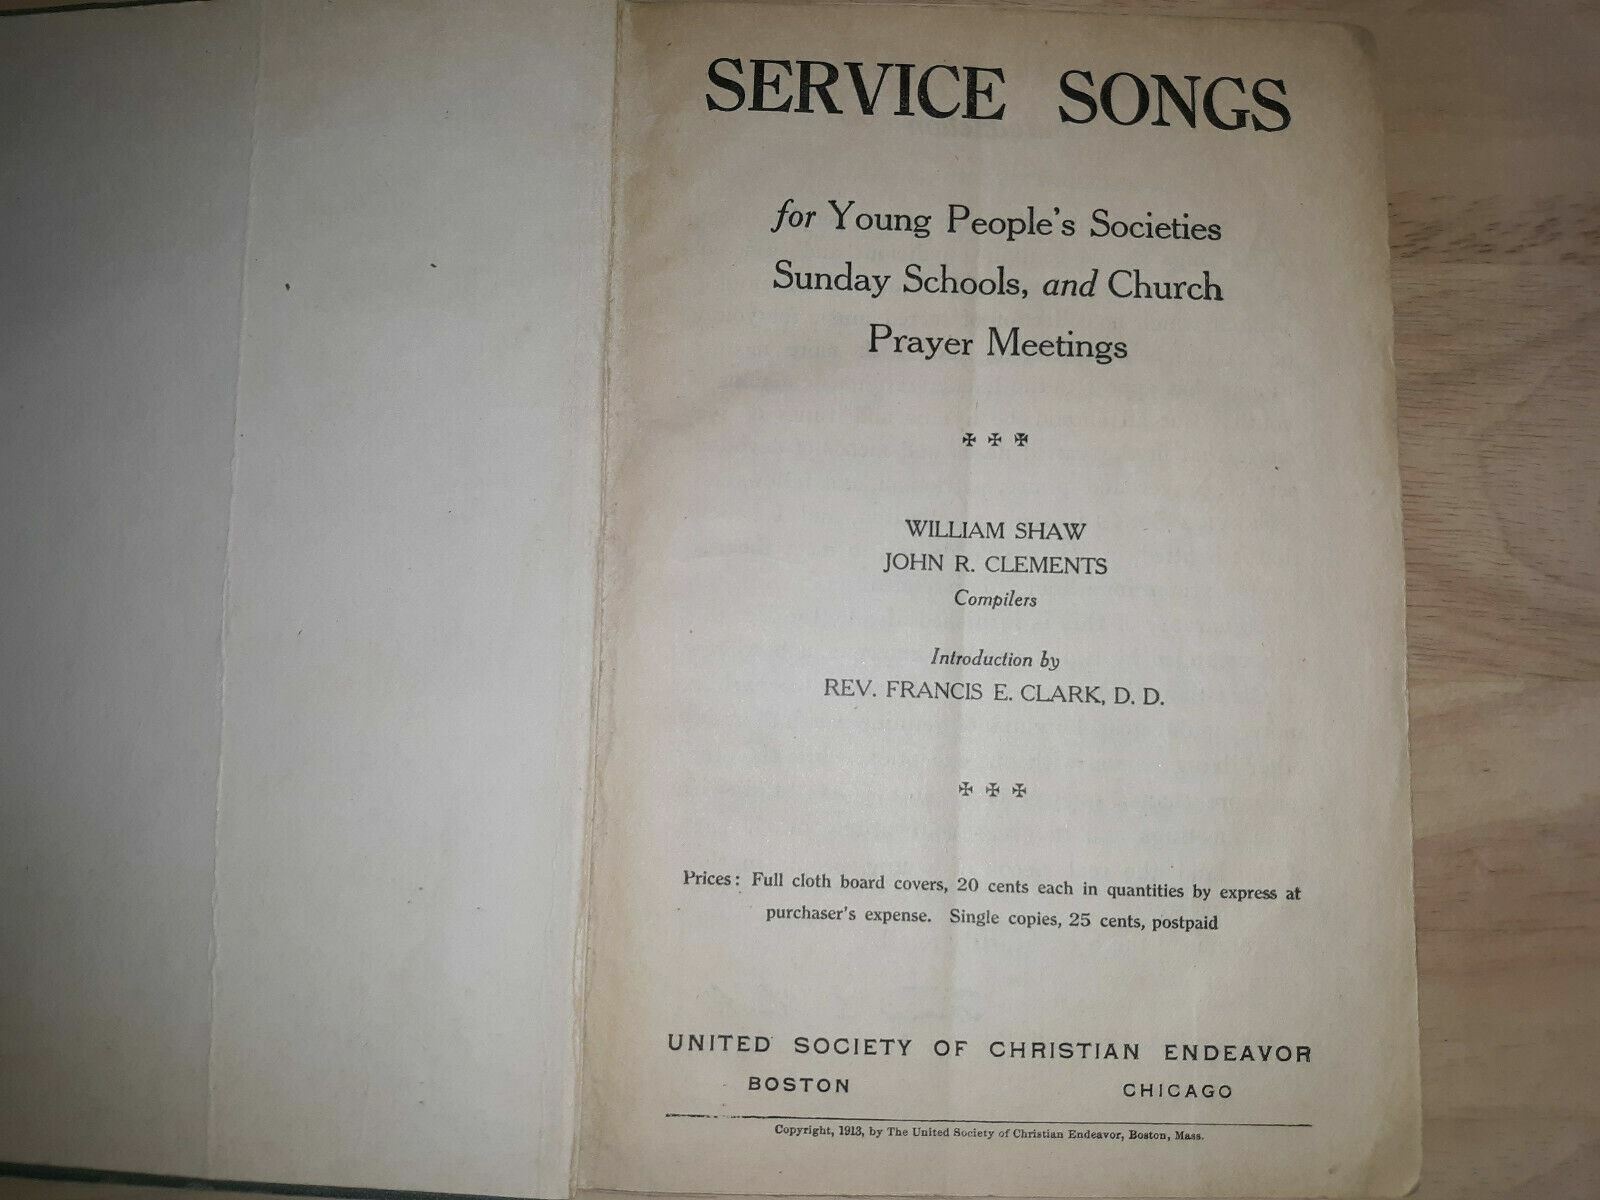 SERVICE SONGS
for Young People's Societies
Sunday Schools, and Church
Prayer Meetings
✠ ✠ ✠
WILLIAM SHAW
JOHN R. CLEMENTS
Compilers
Introduction by
REV. FRANCIS E. CLARK, D. D.
✠ ✠ ✠
Prices: Full cloth board covers, 20 cents each in quantities by express at
purchaser's expense. Single copies, 25 cents, postpaid
UNITED SOCIETY OF CHRISTIAN ENDEAVOR
BOSTON CHICAGO
Copyright, 1913, by The United Society of Christian Endeavor, Boston, Mass.